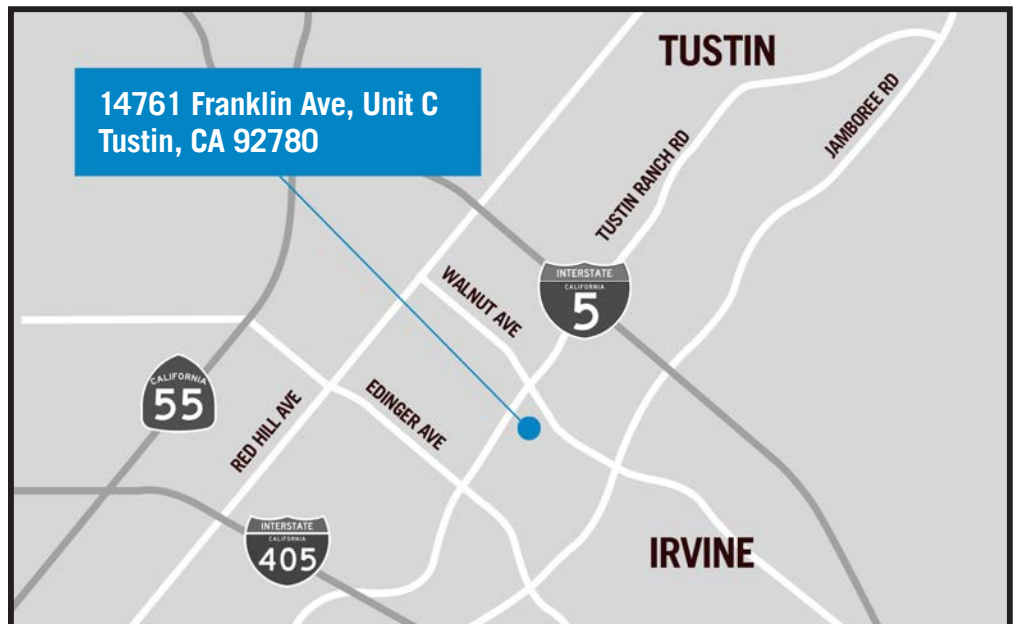 TUSTIN
14761 Franklin Ave, Unit C
Tustin, CA 92780
JAMBOREE RD
TUSTIN RANCH RD
WALNUT AVE
INTERSTATE
CALIFORNIA
5
CALIFORNIA
55
RED HILL AVE
EDINGER AVE
INTERSTATE
CALIFORNIA
405
IRVINE